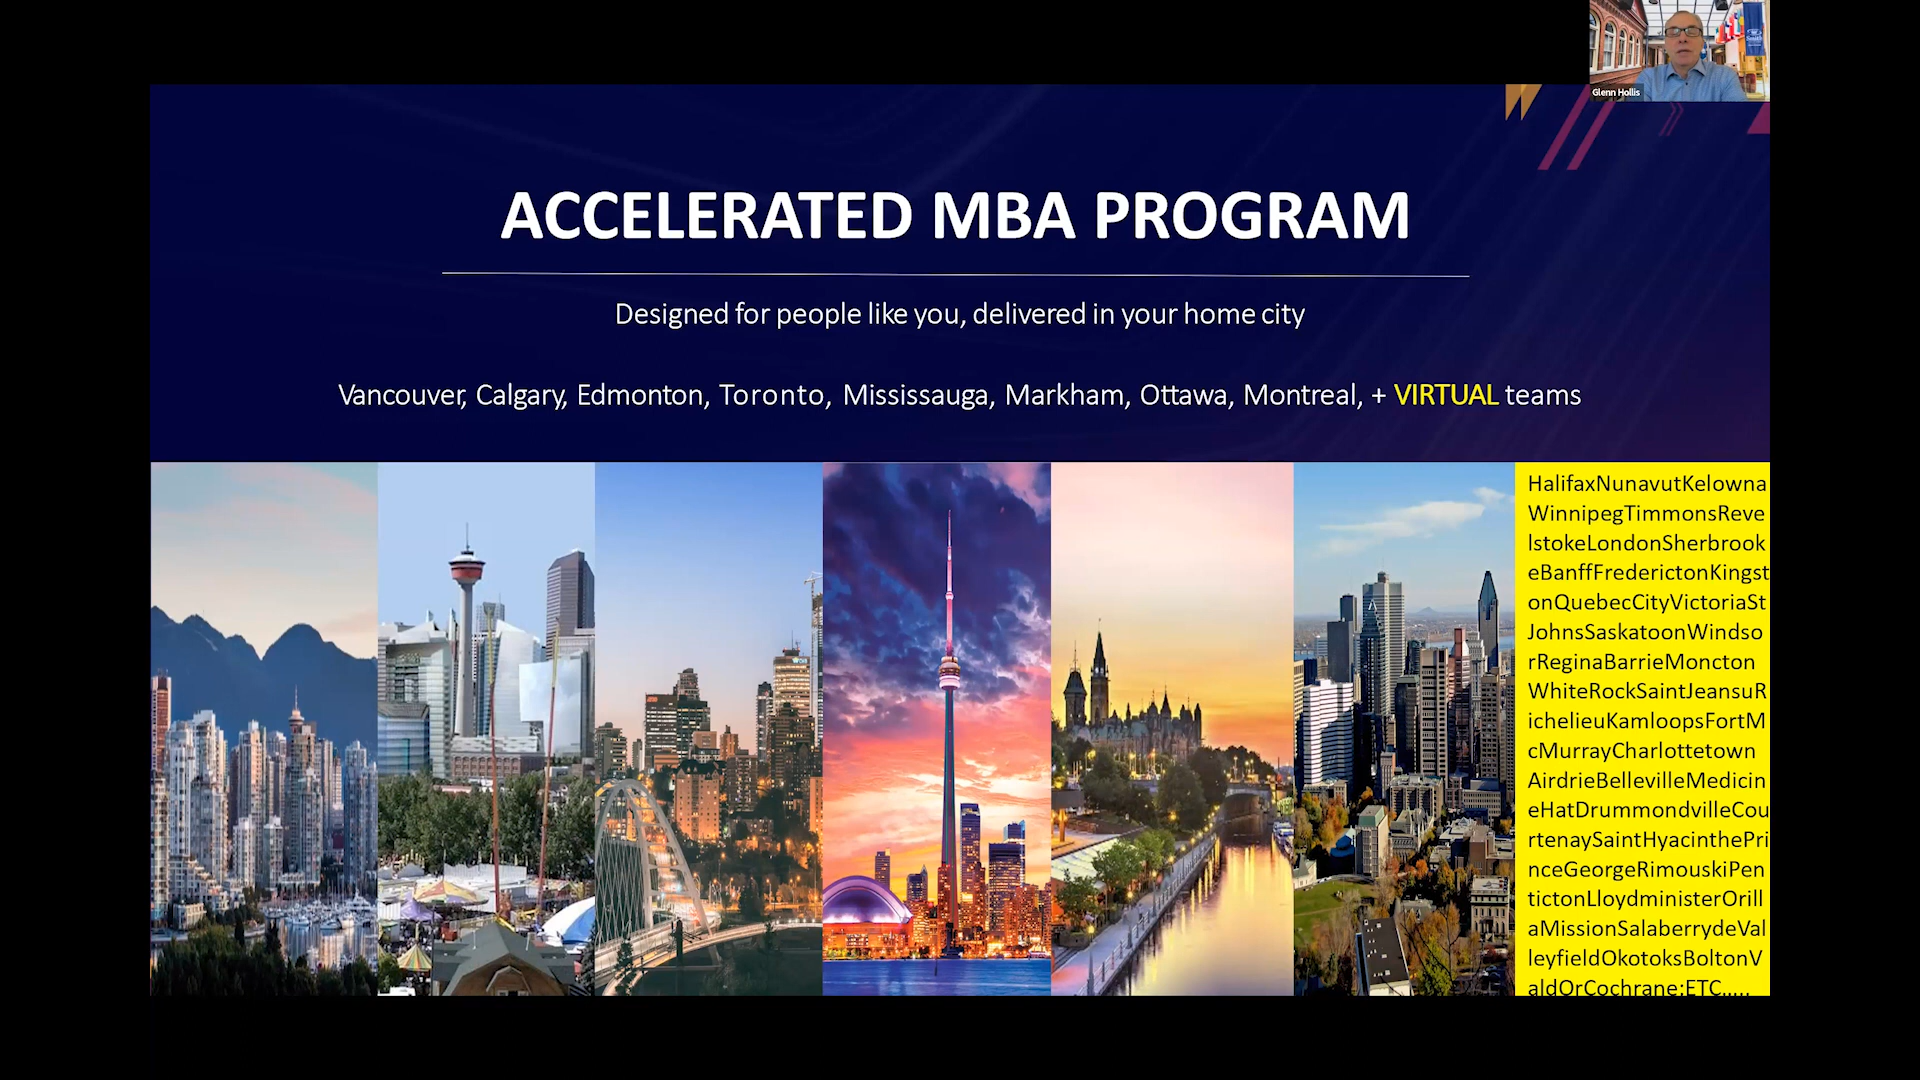 Glenn Hollis
Smith
ACCELERATED MBA PROGRAM
Designed for people like you, delivered in your home city
Vancouver, Calgary, Edmonton, Toronto, Mississauga, Markham, Ottawa, Montreal, + VIRTUAL teams
HalifaxNunavutKelowna
WinnipegTimmonsReve
lstokeLondonSherbrook
eBanffFrederictonKingst
onQuebecCityVictoriaSt
JohnsSaskatoonWindso
rReginaBarrieMoncton
WhiteRockSaintJeansuR
ichelieuKamloopsFortM
cMurrayCharlottetown
AirdrieBellevilleMedicin
eHatDrummondvilleCou
rtenaySaintHyacinthePri
nceGeorgeRimouskiPen
tictonLloydministerOrill
aMissionSalaberrydeVal
leyfieldOkotoksBoltonV
aldOrCochrane;ETC.....